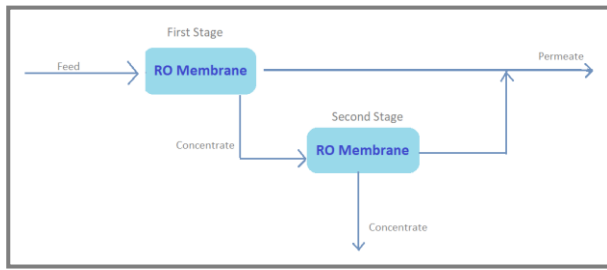 First Stage
Feed
RO Membrane
Permeate
Concentrate
Second Stage
RO Membrane
Concentrate